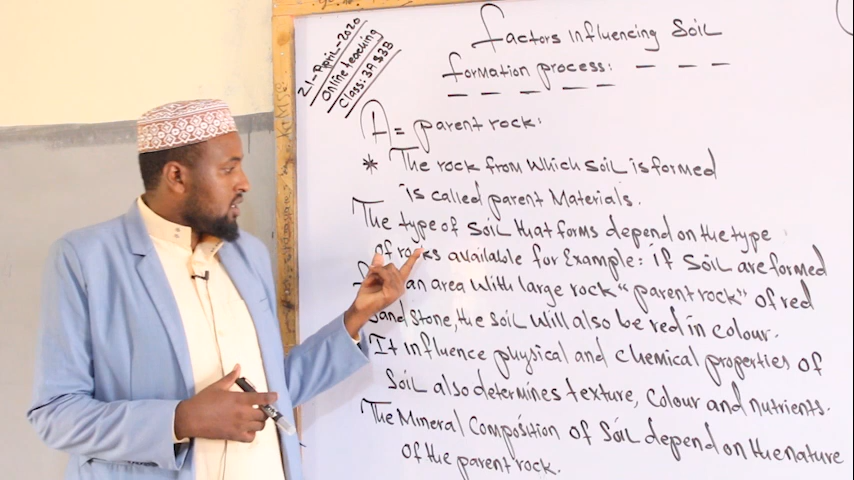 21-April-2020
Online teaching
Class: 3A $3B
Factors Influencing Soil
formation process:
A = parent rock:
* The rock from which soil is formed
is called parent Materials.
The type of soil that forms depend on the type
of rocks available for Example: if soil are formed
an area with large rock "parent rock" of red
sand stone, the soil will also be red in colour.
It influence physical and chemical properties of
Soil also determines texture, colour and nutrients.
The Mineral Composition of Soil depend on the nature
of the parent rock.